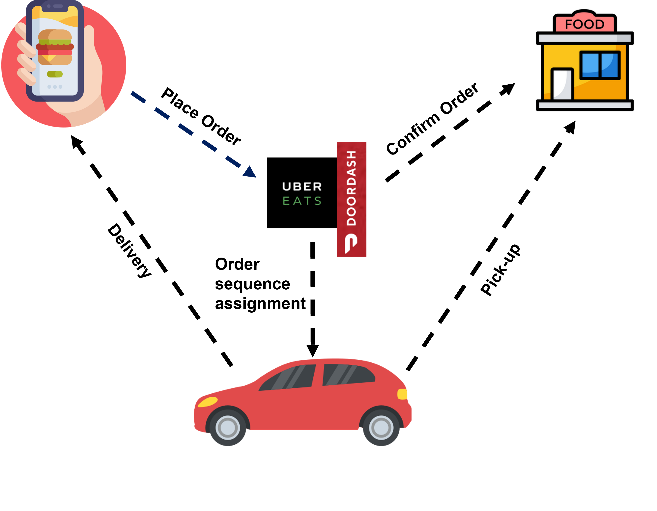 FOOD
Place Order
Confirm Order
UBER
EATS
DOORDASH
Delivery
Order
sequence
assignment
Pick-up